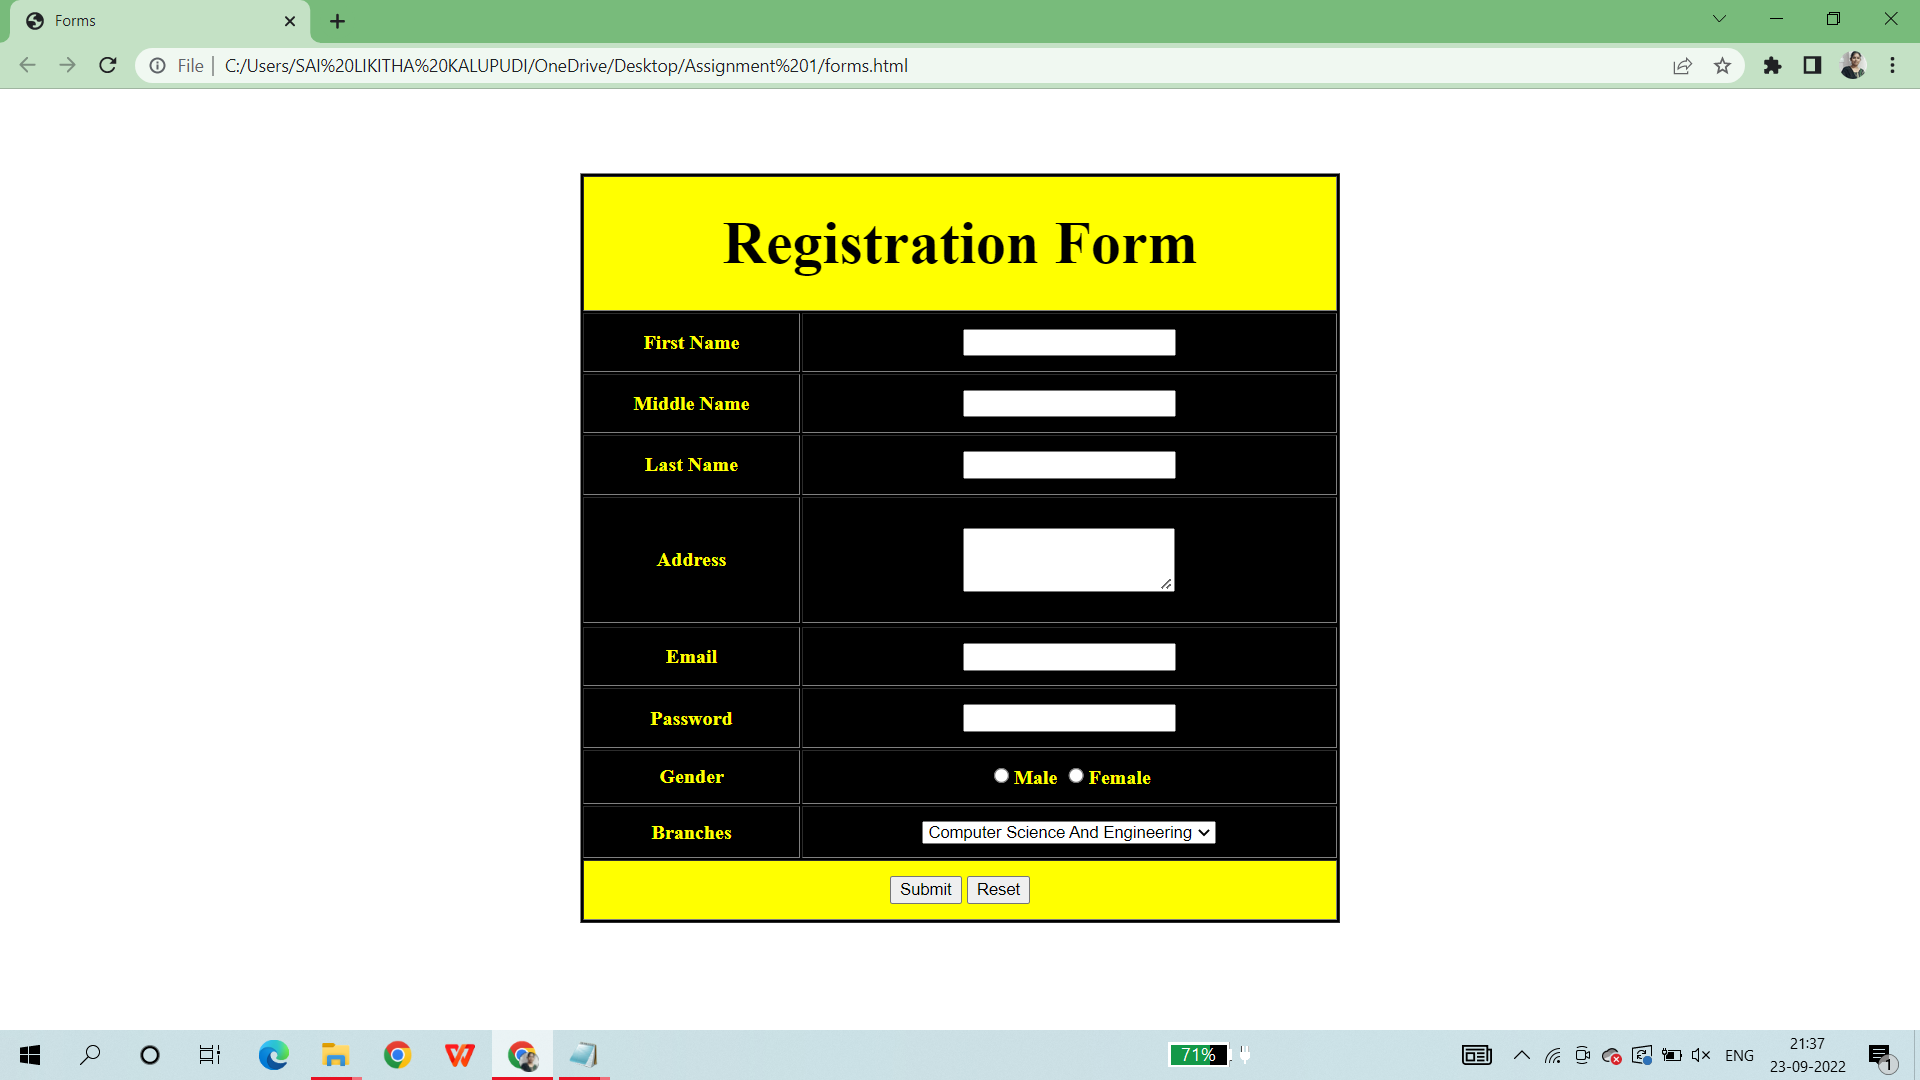 Forms
File
C:/Users/SAI%20LIKITHA%20KALUPUDI/OneDrive/Desktop/Assignment%201/forms.html
Registration Form
First Name
Middle Name
Last Name
Address
Email
Password
Gender Male Female
Branches Computer Science And Engineering
Submit Reset
71%
ENG
21:37
23-09-2022
1